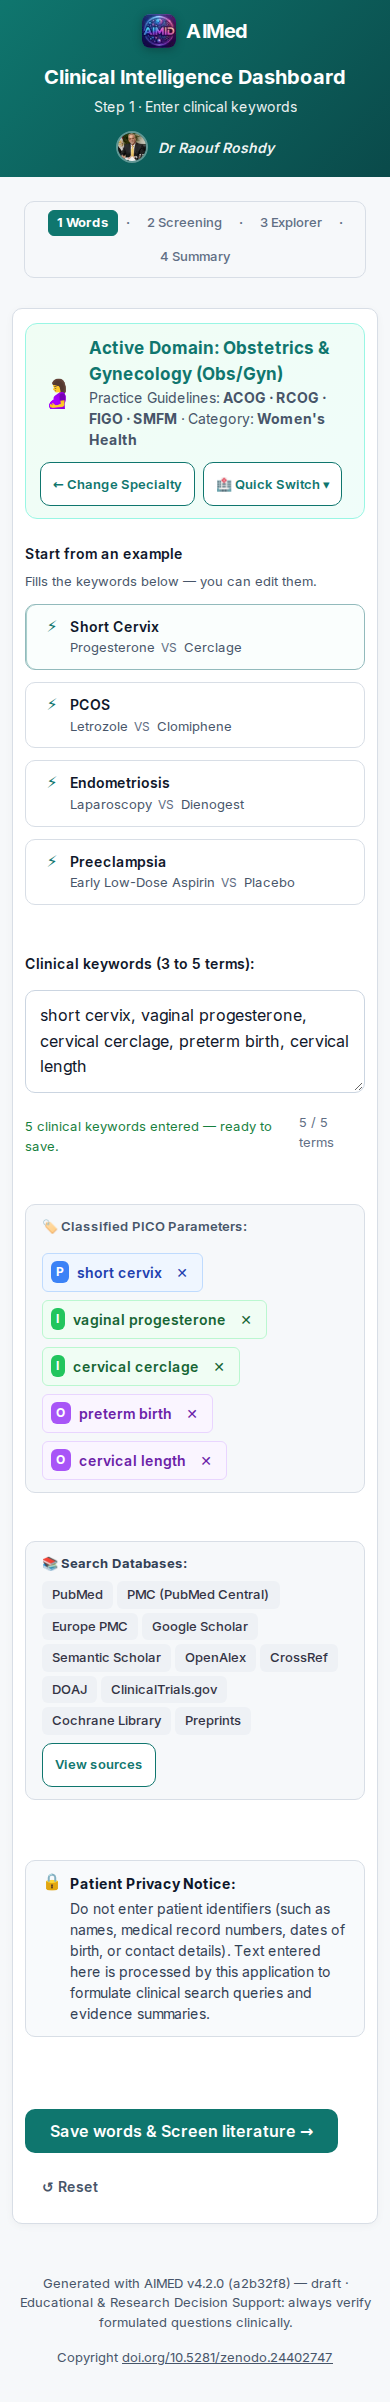 AIMID
AIMed
Clinical Intelligence Dashboard
Step 1 · Enter clinical keywords
Dr Raouf Roshdy
1 Words · 2 Screening · 3 Explorer ·
4 Summary
Active Domain: Obstetrics &
Gynecology (Obs/Gyn)
Practice Guidelines: ACOG · RCOG ·
FIGO · SMFM · Category: Women's
Health
← Change Specialty
Quick Switch ▾
Start from an example
Fills the keywords below — you can edit them.
Short Cervix
Progesterone VS Cerclage
PCOS
Letrozole VS Clomiphene
Endometriosis
Laparoscopy VS Dienogest
Preeclampsia
Early Low-Dose Aspirin VS Placebo
Clinical keywords (3 to 5 terms):
short cervix, vaginal progesterone,
cervical cerclage, preterm birth, cervical
length
5 clinical keywords entered — ready to
save.
5 / 5
terms
Classified PICO Parameters:
P short cervix ✕
I vaginal progesterone ✕
I cervical cerclage ✕
O preterm birth ✕
O cervical length ✕
Search Databases:
PubMed PMC (PubMed Central)
Europe PMC Google Scholar
Semantic Scholar OpenAlex CrossRef
DOAJ ClinicalTrials.gov
Cochrane Library Preprints
View sources
Patient Privacy Notice:
Do not enter patient identifiers (such as
names, medical record numbers, dates of
birth, or contact details). Text entered
here is processed by this application to
formulate clinical search queries and
evidence summaries.
Save words & Screen literature →
↺ Reset
Generated with AIMED v4.2.0 (a2b32f8) — draft ·
Educational & Research Decision Support: always verify
formulated questions clinically.
Copyright doi.org/10.5281/zenodo.24402747